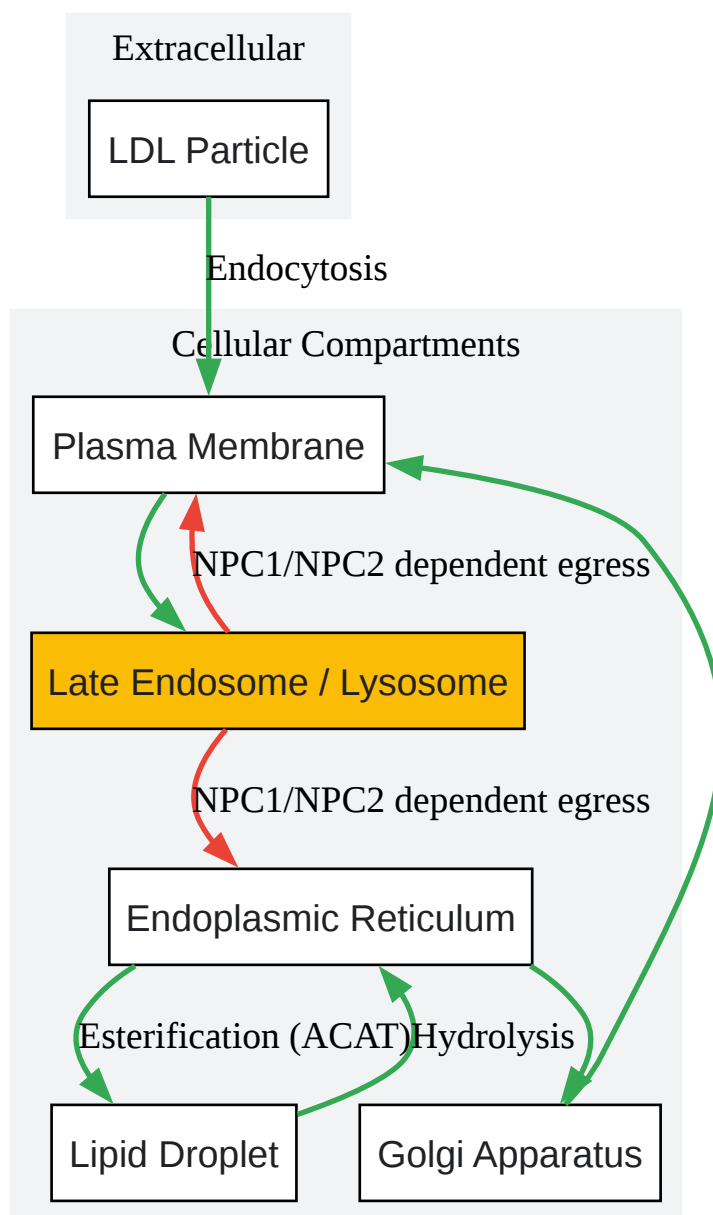 Extracellular
LDL Particle
Endocytosis
Cellular Compartments
Plasma Membrane
NPC1/NPC2 dependent egress
Late Endosome / Lysosome
NPC1/NPC2 dependent egress
Endoplasmic Reticulum
Esterification (ACAT)
Hydrolysis
Lipid Droplet
Golgi Apparatus